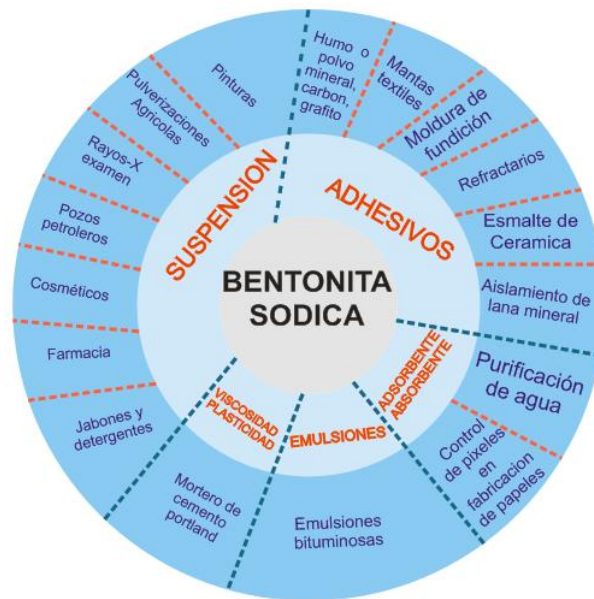 BENTONITA
SODICA
SUSPENSION
ADHESIVOS
ADSORBENTE
ABSORBENTE
EMULSIONES
VISCOSIDAD
PLASTICIDAD
Humo o
polvo
mineral,
carbon,
grafito
Mantas
textiles
Moldura de
fundición
Refractarios
Esmalte de
Ceramica
Aislamiento de
lana mineral
Purificación
de agua
Control
de pixeles
en
fabricacion
de papeles
Emulsiones
bituminosas
Mortero de
cemento
portland
Jabones y
detergentes
Farmacia
Cosméticos
Pozos
petroleros
Rayos-X
examen
Pulverizaciones
Agricolas
Pinturas